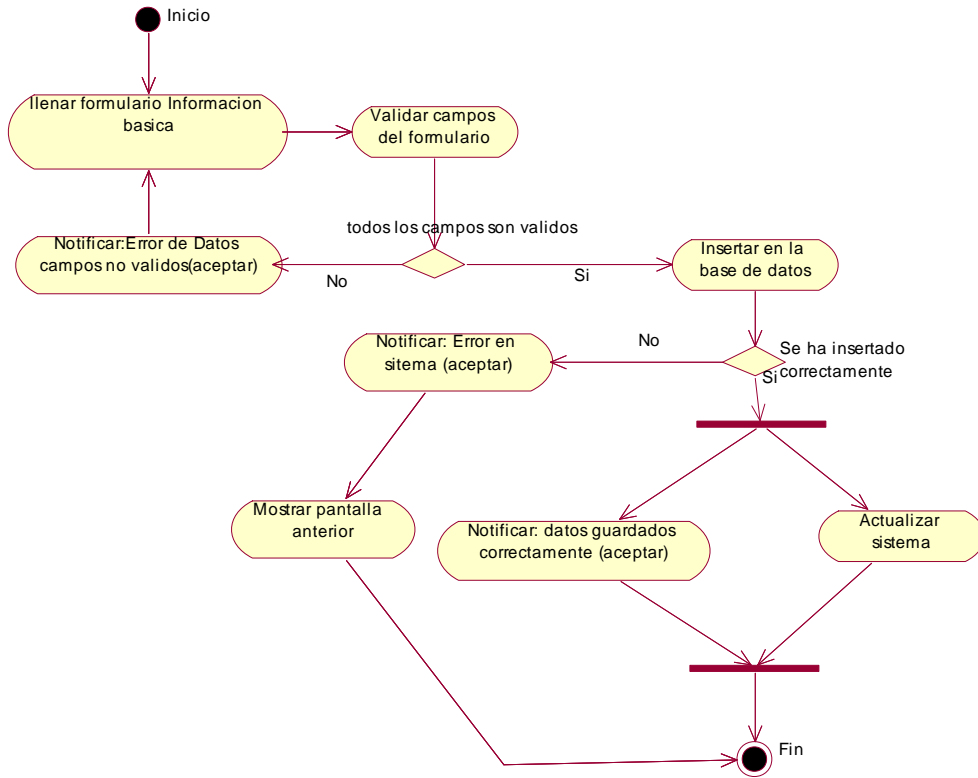 Inicio
llenar formulario Informacion
basica
Validar campos
del formulario
todos los campos son validos
Notificar:Error de Datos
campos no validos(aceptar)
No
Si
Insertar en la
base de datos
Notificar: Error en
sitema (aceptar)
No
Se ha insertado
correctamente
Si
Mostrar pantalla
anterior
Notificar: datos guardados
correctamente (aceptar)
Actualizar
sistema
Fin